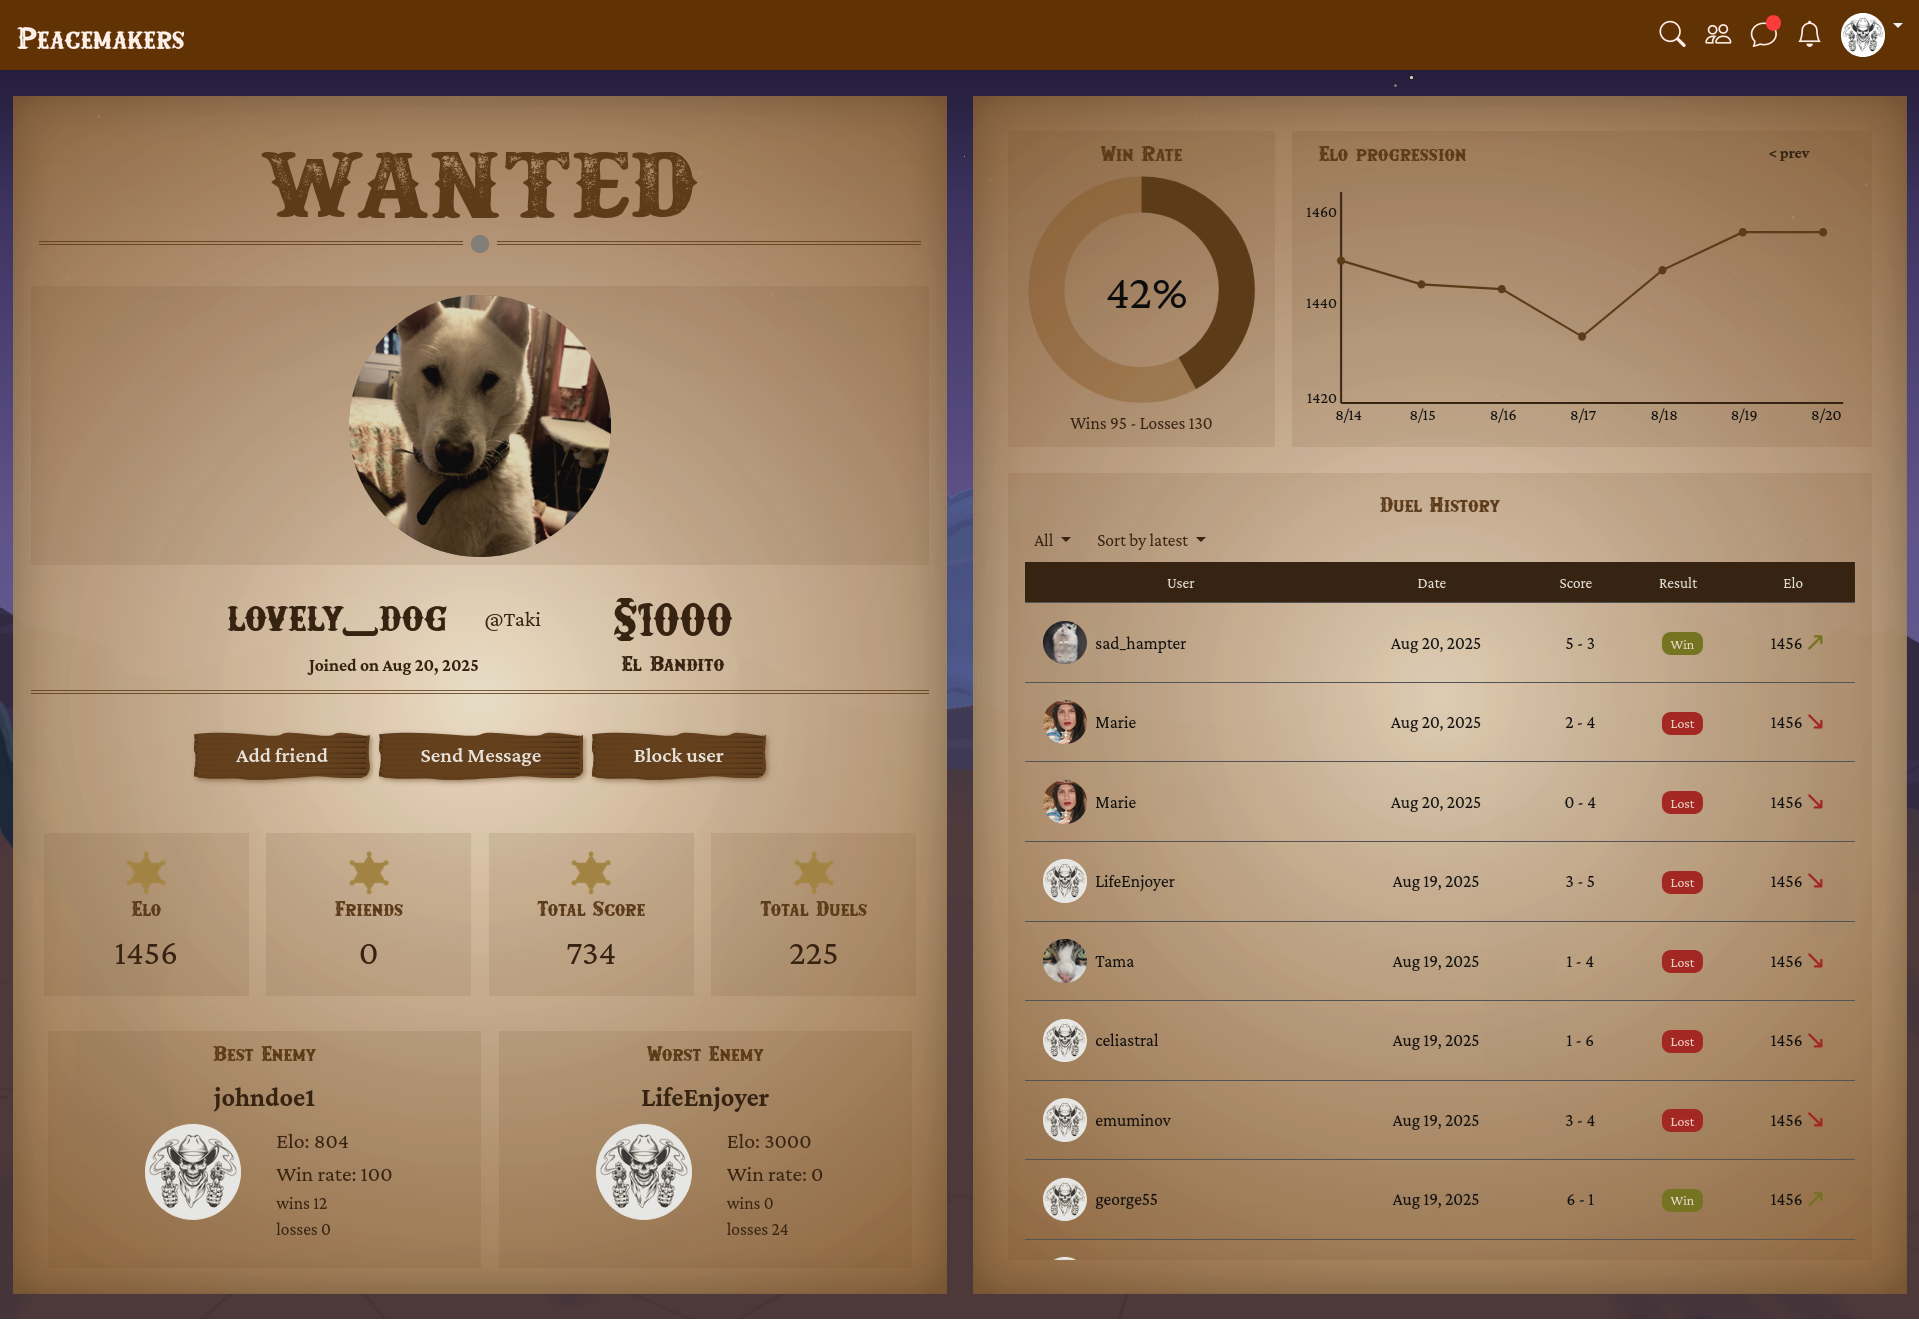 Peacemakers
WANTED
lovely_dog @Taki $1000
Joined on Aug 20, 2025 El Bandito
Add friend Send Message Block user
Elo Friends Total Score Total Duels
1456 0 734 225
Best Enemy
johndoe1
Elo: 804
Win rate: 100
wins 12
losses 0
Worst Enemy
LifeEnjoyer
Elo: 3000
Win rate: 0
wins 0
losses 24
Win Rate
42%
Wins 95 - Losses 130
Elo progression < prev
1460
1440
1420
8/14 8/15 8/16 8/17 8/18 8/19 8/20
Duel History
All Sort by latest
User Date Score Result Elo
sad_hampter Aug 20, 2025 5 - 3 Win 1456
Marie Aug 20, 2025 2 - 4 Lost 1456
Marie Aug 20, 2025 0 - 4 Lost 1456
LifeEnjoyer Aug 19, 2025 3 - 5 Lost 1456
Tama Aug 19, 2025 1 - 4 Lost 1456
celiastral Aug 19, 2025 1 - 6 Lost 1456
emuminov Aug 19, 2025 3 - 4 Lost 1456
george55 Aug 19, 2025 6 - 1 Win 1456